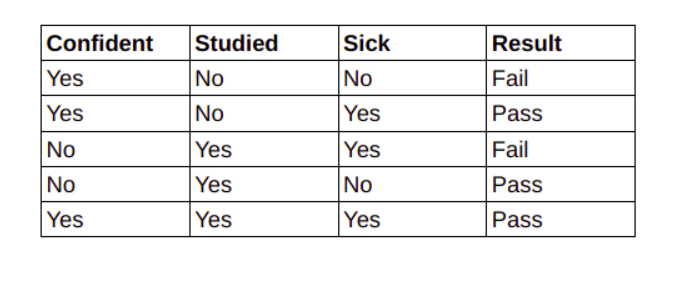 Confident Studied Sick Result
Yes No No Fail
Yes No Yes Pass
No Yes Yes Fail
No Yes No Pass
Yes Yes Yes Pass